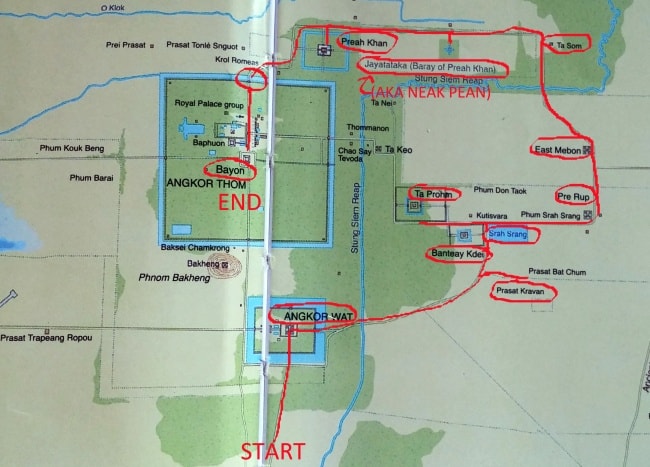 O Klok
Prei Prasat
Prasat Tonlé Snguot
Krol Romeas
Preah Khan
Ta Som
Jayatataka (Baray of Preah Khan)
Stung Siem Reap
(AKA NEAK PEAN)
Royal Palace group
Ta Nei
Thommanon
Baphuon
Phum Kouk Beng
Chao Say
Tevoda
Ta Keo
East Mebon
Bayon
Phum Barai
ANGKOR THOM
END
Stung Siem Reap
Ta Prohm
Phum Don Taok
Pre Rup
Kutisvara
Phum Srah Srang
Srah Srang
Baksei Chamkrong
Bakheng
Phnom Bakheng
Banteay Kdei
Prasat Bat Chum
Prasat Kravan
ANGKOR WAT
Prasat Trapeang Ropou
START